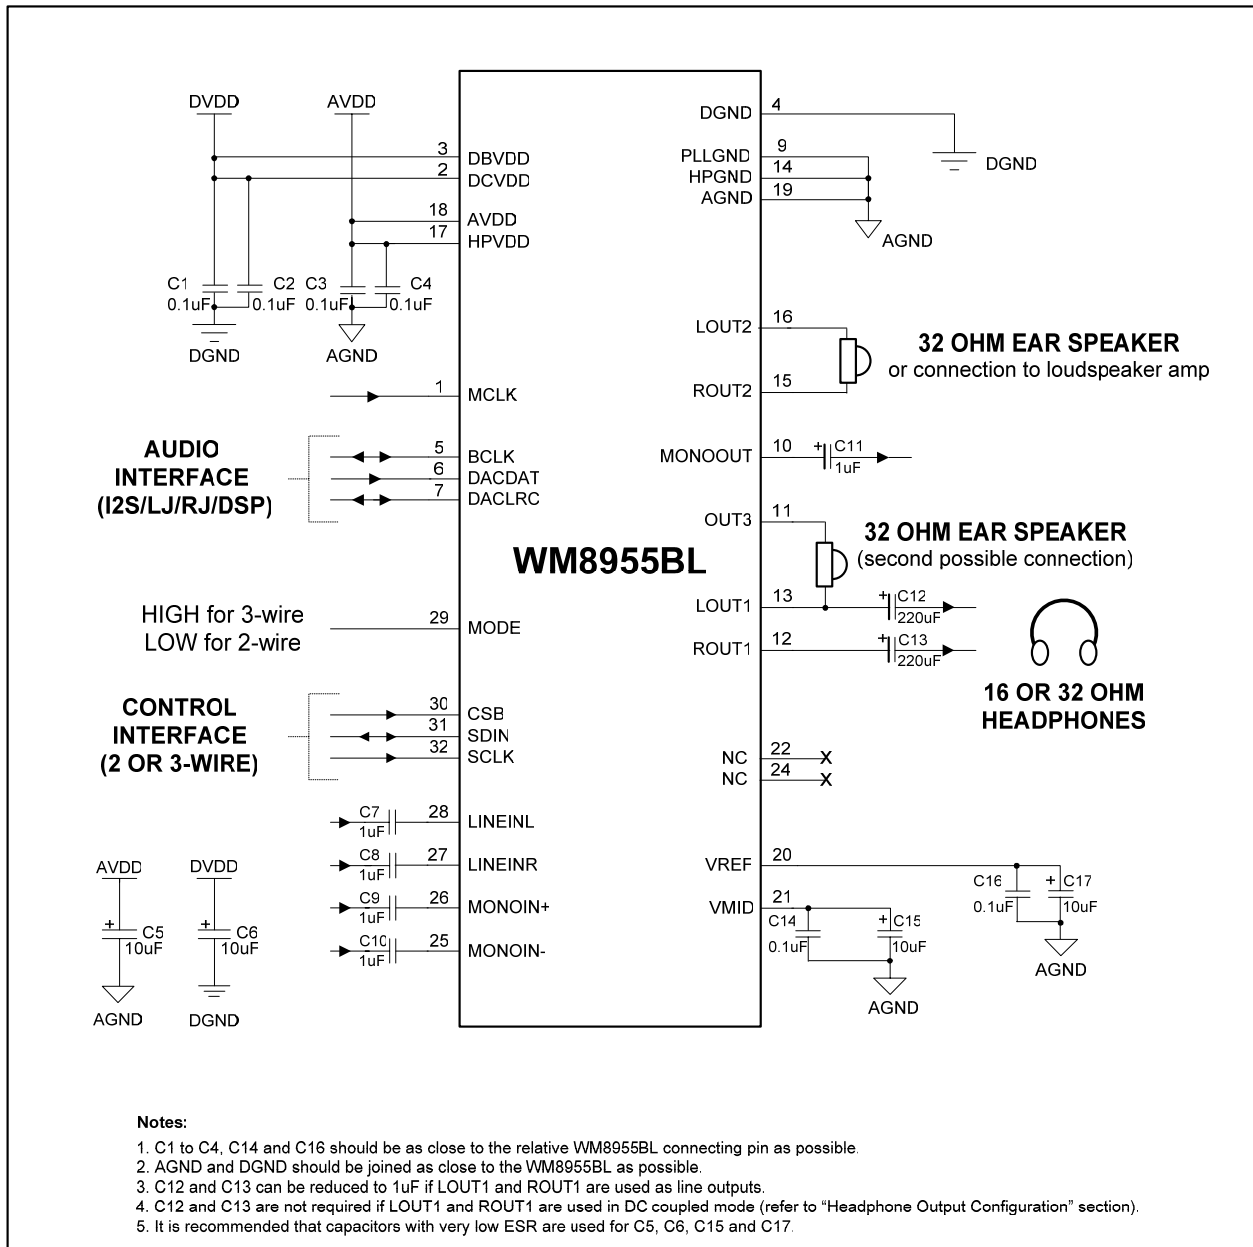 DVDD
AVDD
3
DBVDD
2
DCVDD
18
AVDD
17
HPVDD
C1
0.1uF
C2
0.1uF
C3
0.1uF
C4
0.1uF
DGND
AGND
1
MCLK
AUDIO
INTERFACE
(I2S/LJ/RJ/DSP)
5
BCLK
6
DACDAT
7
DACLRC
WM8955BL
HIGH for 3-wire
LOW for 2-wire
29
MODE
CONTROL
INTERFACE
(2 OR 3-WIRE)
30
CSB
31
SDIN
32
SCLK
C7
1uF
28
LINEINL
C8
1uF
27
LINEINR
C9
1uF
26
MONOIN+
C10
1uF
25
MONOIN-
AVDD
+
C5
10uF
AGND
DVDD
+
C6
10uF
DGND
DGND
4
DGND
PLLGND
9
HPGND
14
AGND
19
AGND
LOUT2
16
ROUT2
15
32 OHM EAR SPEAKER
or connection to loudspeaker amp
MONOOUT
10
+
C11
1uF
OUT3
11
32 OHM EAR SPEAKER
(second possible connection)
LOUT1
13
+
C12
220uF
ROUT1
12
+
C13
220uF
16 OR 32 OHM
HEADPHONES
NC
22
X
NC
24
X
VREF
20
C16
0.1uF
+
C17
10uF
AGND
VMID
21
C14
0.1uF
+
C15
10uF
AGND
Notes:
1. C1 to C4, C14 and C16 should be as close to the relative WM8955BL connecting pin as possible.
2. AGND and DGND should be joined as close to the WM8955BL as possible.
3. C12 and C13 can be reduced to 1uF if LOUT1 and ROUT1 are used as line outputs.
4. C12 and C13 are not required if LOUT1 and ROUT1 are used in DC coupled mode (refer to “Headphone Output Configuration” section).
5. It is recommended that capacitors with very low ESR are used for C5, C6, C15 and C17.